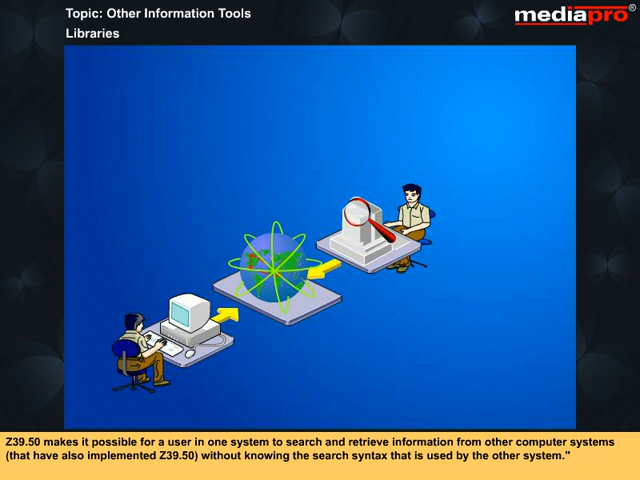 Topic: Other Information Tools
Libraries
mediapro®
Z39.50 makes it possible for a user in one system to search and retrieve information from other computer systems
(that have also implemented Z39.50) without knowing the search syntax that is used by the other system."